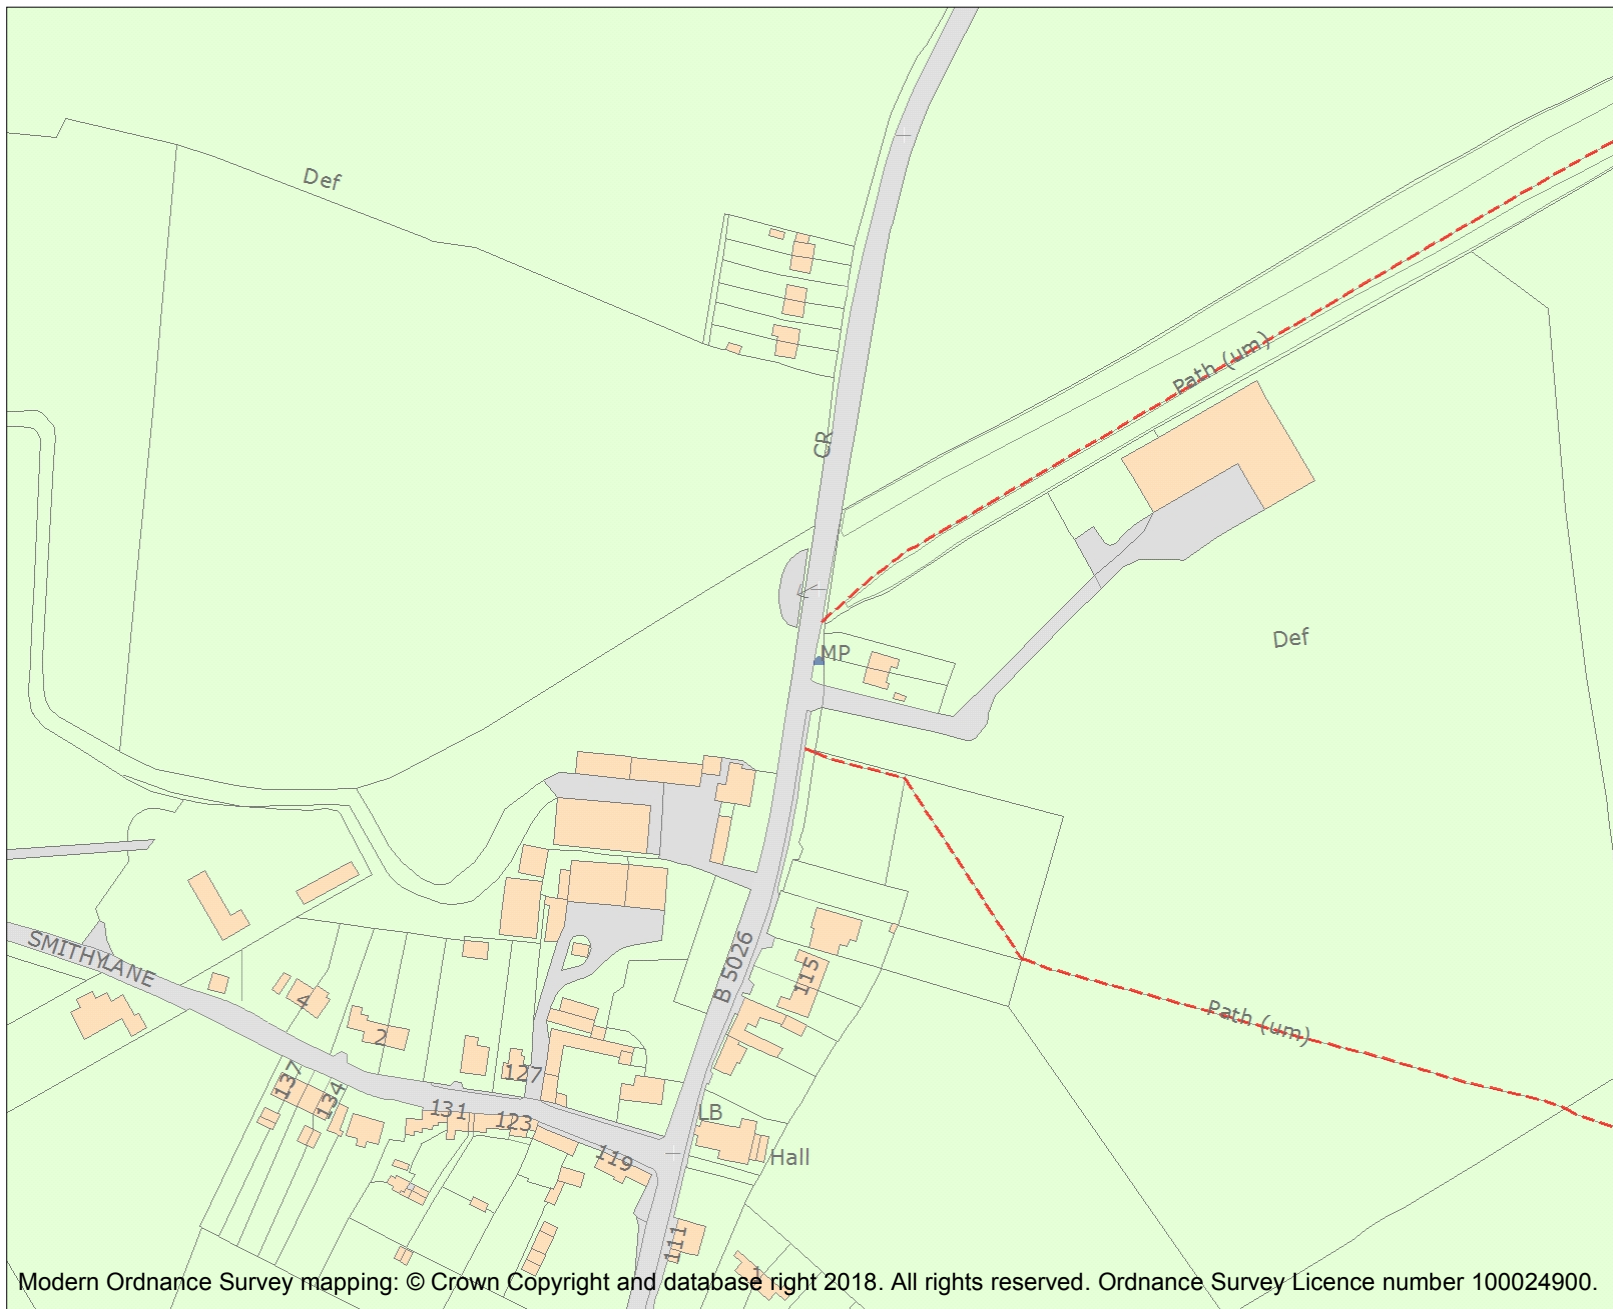 Def
Path (um)
CR
Def
MP
B 5026
SMITHYLANE
115
4
2
Path (um)
127
137
134
131
123
LB
119
Hall
111
1
Modern Ordnance Survey mapping: © Crown Copyright and database right 2018. All rights reserved. Ordnance Survey Licence number 100024900.